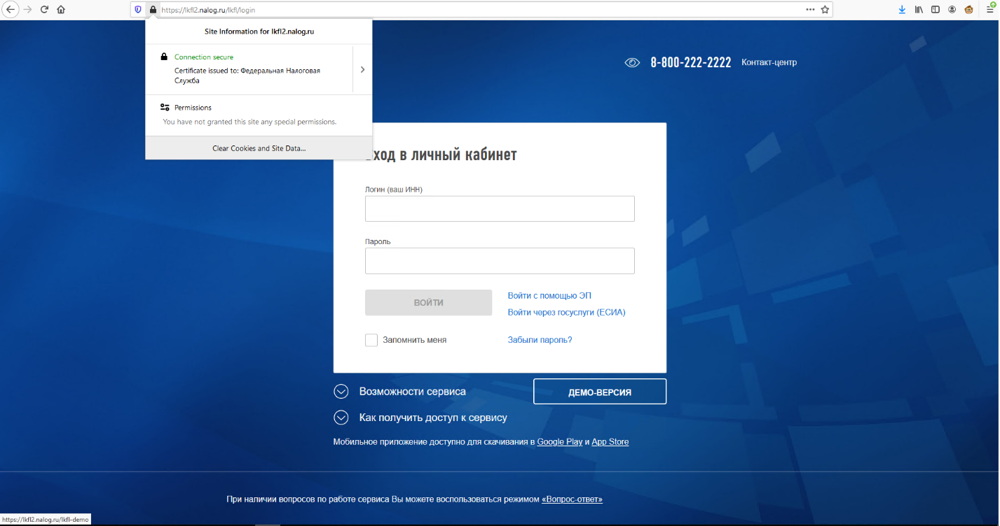 https://lkfl2.nalog.ru/lkfl/login
Site Information for lkfl2.nalog.ru
Connection secure
Certificate issued to: Федеральная Налоговая
Служба
Permissions
You have not granted this site any special permissions.
Clear Cookies and Site Data...
8-800-222-2222 Контакт-центр
ход в личный кабинет
Логин (ваш ИНН)
Пароль
ВОЙТИ
Войти с помощью ЭП
Войти через госуслуги (ЕСИА)
Запомнить меня
Забыли пароль?
Возможности сервиса
ДЕМО-ВЕРСИЯ
Как получить доступ к сервису
Мобильное приложение доступно для скачивания в Google Play и App Store
При наличии вопросов по работе сервиса Вы можете воспользоваться режимом «Вопрос-ответ»
https://lkfl2.nalog.ru/lkfl-demo